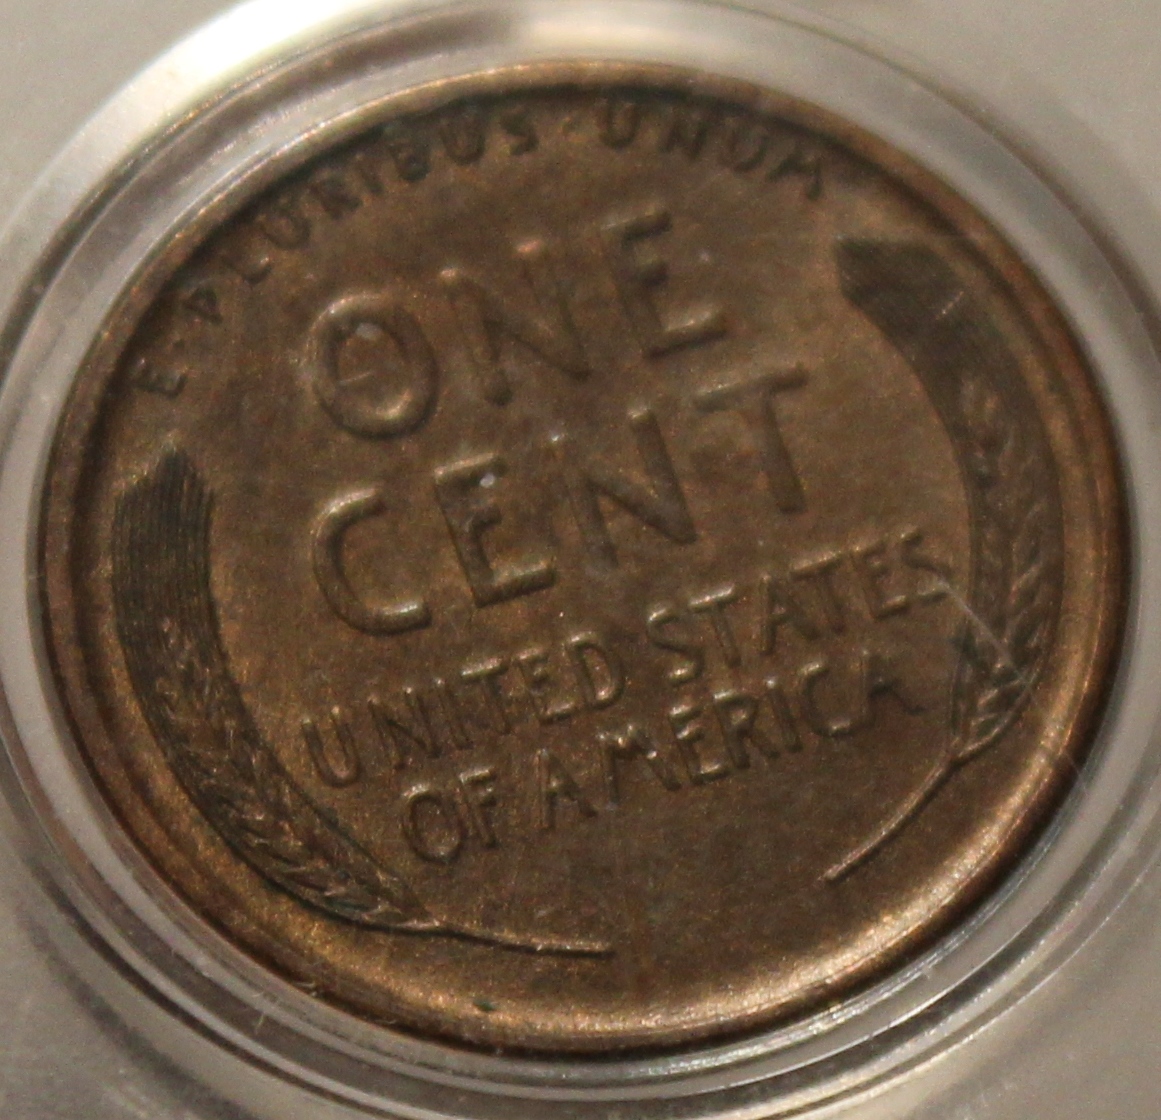 E · PLURIBUS · UNUM
ONE
CENT
UNITED STATES
OF AMERICA